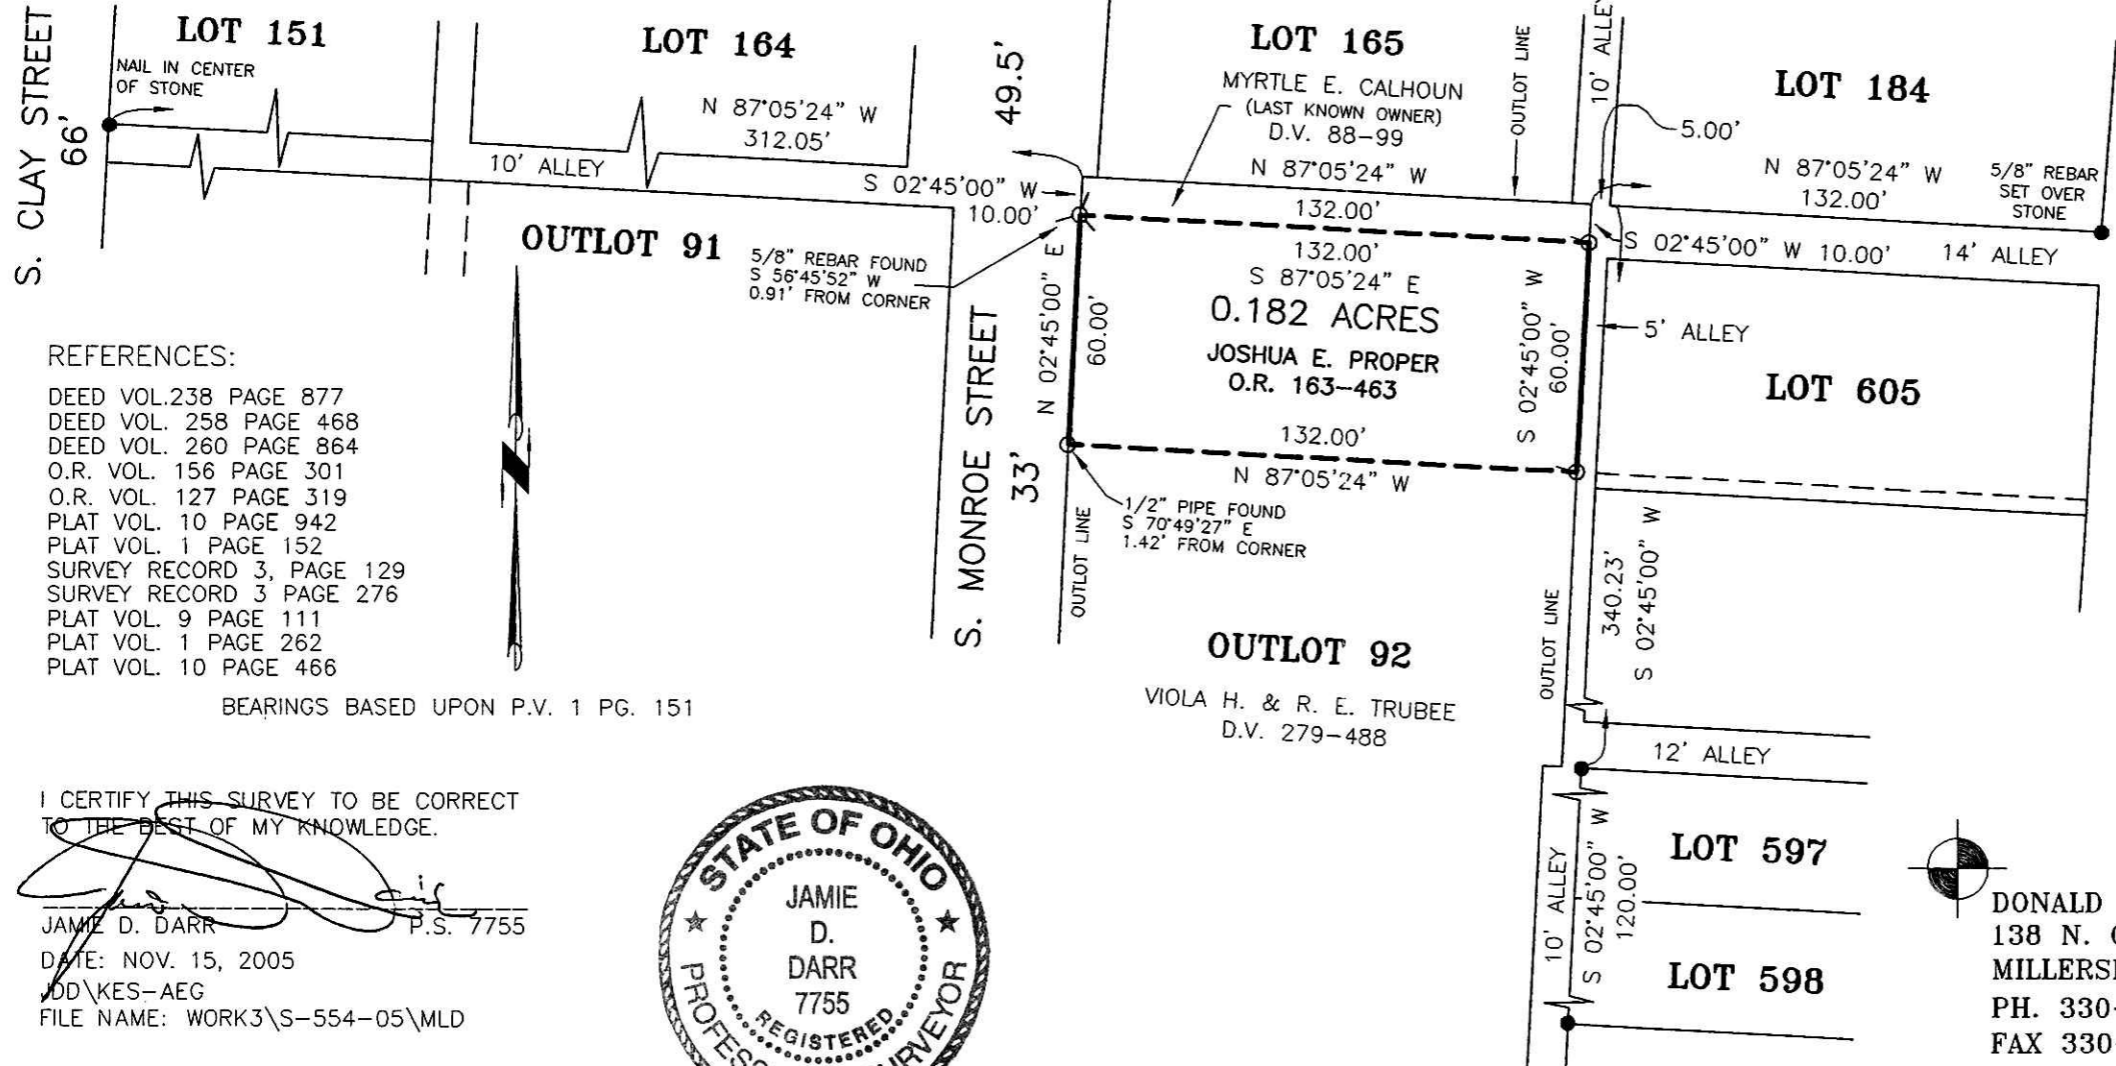 S. CLAY STREET
66'
LOT 151
NAIL IN CENTER
OF STONE
LOT 164
N 87°05'24" W
312.05'
10' ALLEY
49.5'
S 02°45'00" W
10.00'
LOT 165
MYRTLE E. CALHOUN
(LAST KNOWN OWNER)
D.V. 88-99
N 87°05'24" W
132.00'
OUTLOT LINE
10' ALLEY
5.00'
LOT 184
N 87°05'24" W
132.00'
5/8" REBAR
SET OVER
STONE
S 02°45'00" W 10.00'
14' ALLEY
OUTLOT 91
5/8" REBAR FOUND
S 56°45'52" W
0.91' FROM CORNER
S. MONROE STREET
33'
N 02°45'00" E
60.00'
132.00'
S 87°05'24" E
0.182 ACRES
JOSHUA E. PROPER
O.R. 163-463
132.00'
N 87°05'24" W
S 02°45'00" W
60.00'
5' ALLEY
LOT 605
1/2" PIPE FOUND
S 70°49'27" E
1.42' FROM CORNER
OUTLOT LINE
OUTLOT 92
VIOLA H. & R. E. TRUBEE
D.V. 279-488
OUTLOT LINE
340.23'
S 02°45'00" W
12' ALLEY
10' ALLEY
S 02°45'00" W
120.00'
LOT 597
LOT 598
REFERENCES:
DEED VOL.238 PAGE 877
DEED VOL. 258 PAGE 468
DEED VOL. 260 PAGE 864
O.R. VOL. 156 PAGE 301
O.R. VOL. 127 PAGE 319
PLAT VOL. 10 PAGE 942
PLAT VOL. 1 PAGE 152
SURVEY RECORD 3, PAGE 129
SURVEY RECORD 3 PAGE 276
PLAT VOL. 9 PAGE 111
PLAT VOL. 1 PAGE 262
PLAT VOL. 10 PAGE 466
BEARINGS BASED UPON P.V. 1 PG. 151
I CERTIFY THIS SURVEY TO BE CORRECT
TO THE BEST OF MY KNOWLEDGE.
JAMIE D. DARR P.S. 7755
DATE: NOV. 15, 2005
JDD\KES-AEG
FILE NAME: WORK3\S-554-05\MLD
STATE OF OHIO
JAMIE
D.
DARR
7755
REGISTERED
DONALD
138 N.
PH. 330-
FAX 330-